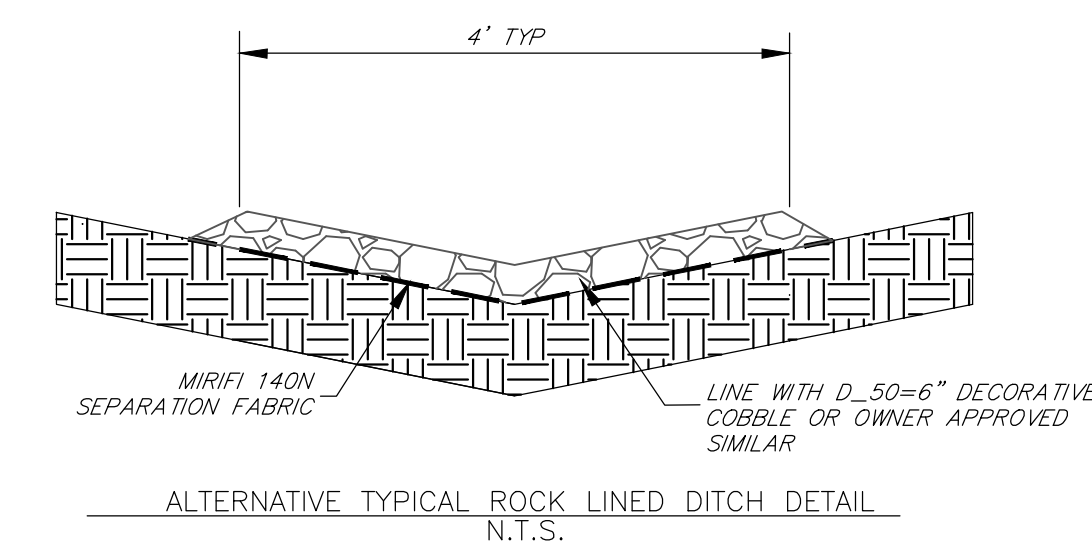 4' TYP
MIRIFI 140N
SEPARATION FABRIC
LINE WITH D_50=6" DECORATIVE
COBBLE OR OWNER APPROVED
SIMILAR
ALTERNATIVE TYPICAL ROCK LINED DITCH DETAIL
N.T.S.